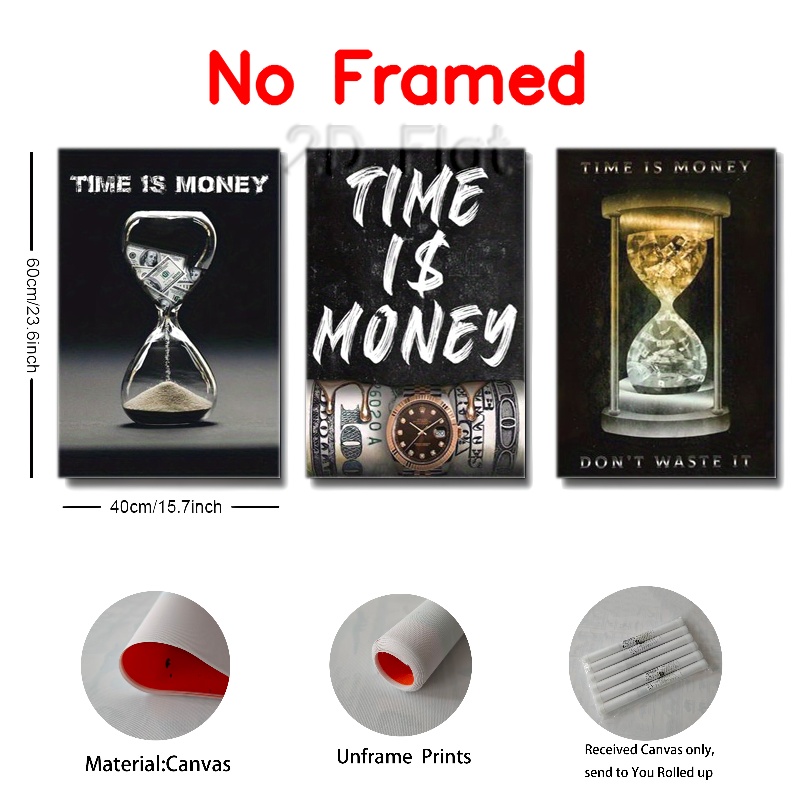 No Framed
2D Flat
TIME IS MONEY
TIME
I$
MONEY
6020 A
TIME IS MONEY
DON'T WASTE IT
60cm/23.6inch
40cm/15.7inch
Material:Canvas
Unframe Prints
Received Canvas only,
send to You Rolled up